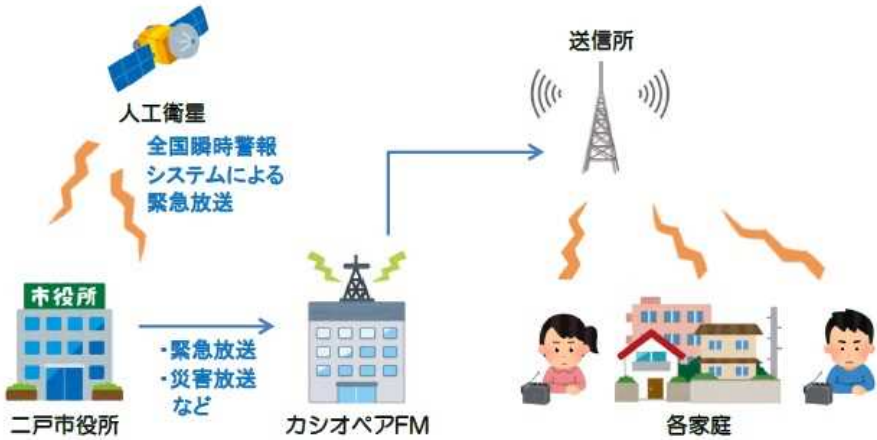 人工衛星
全国瞬時警報
システムによる
緊急放送
送信所
市役所
・緊急放送
・災害放送
など
二戸市役所
カシオペアFM
各家庭